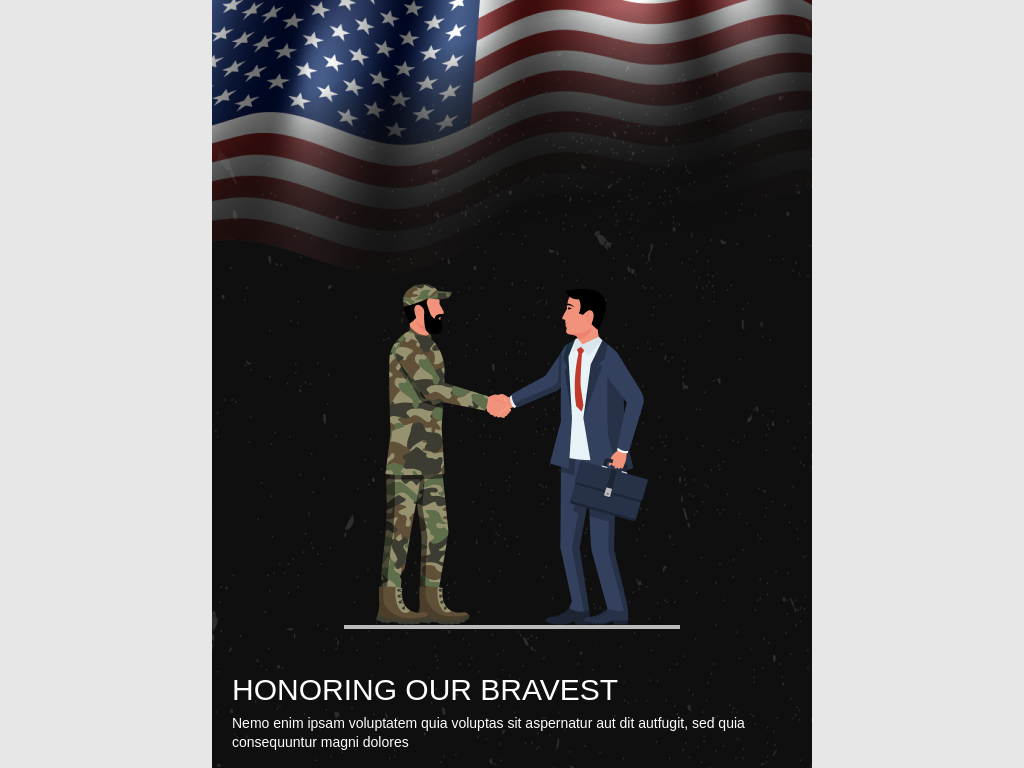 HONORING OUR BRAVEST
Nemo enim ipsam voluptatem quia voluptas sit aspernatur aut dit autfugit, sed quia
consequuntur magni dolores